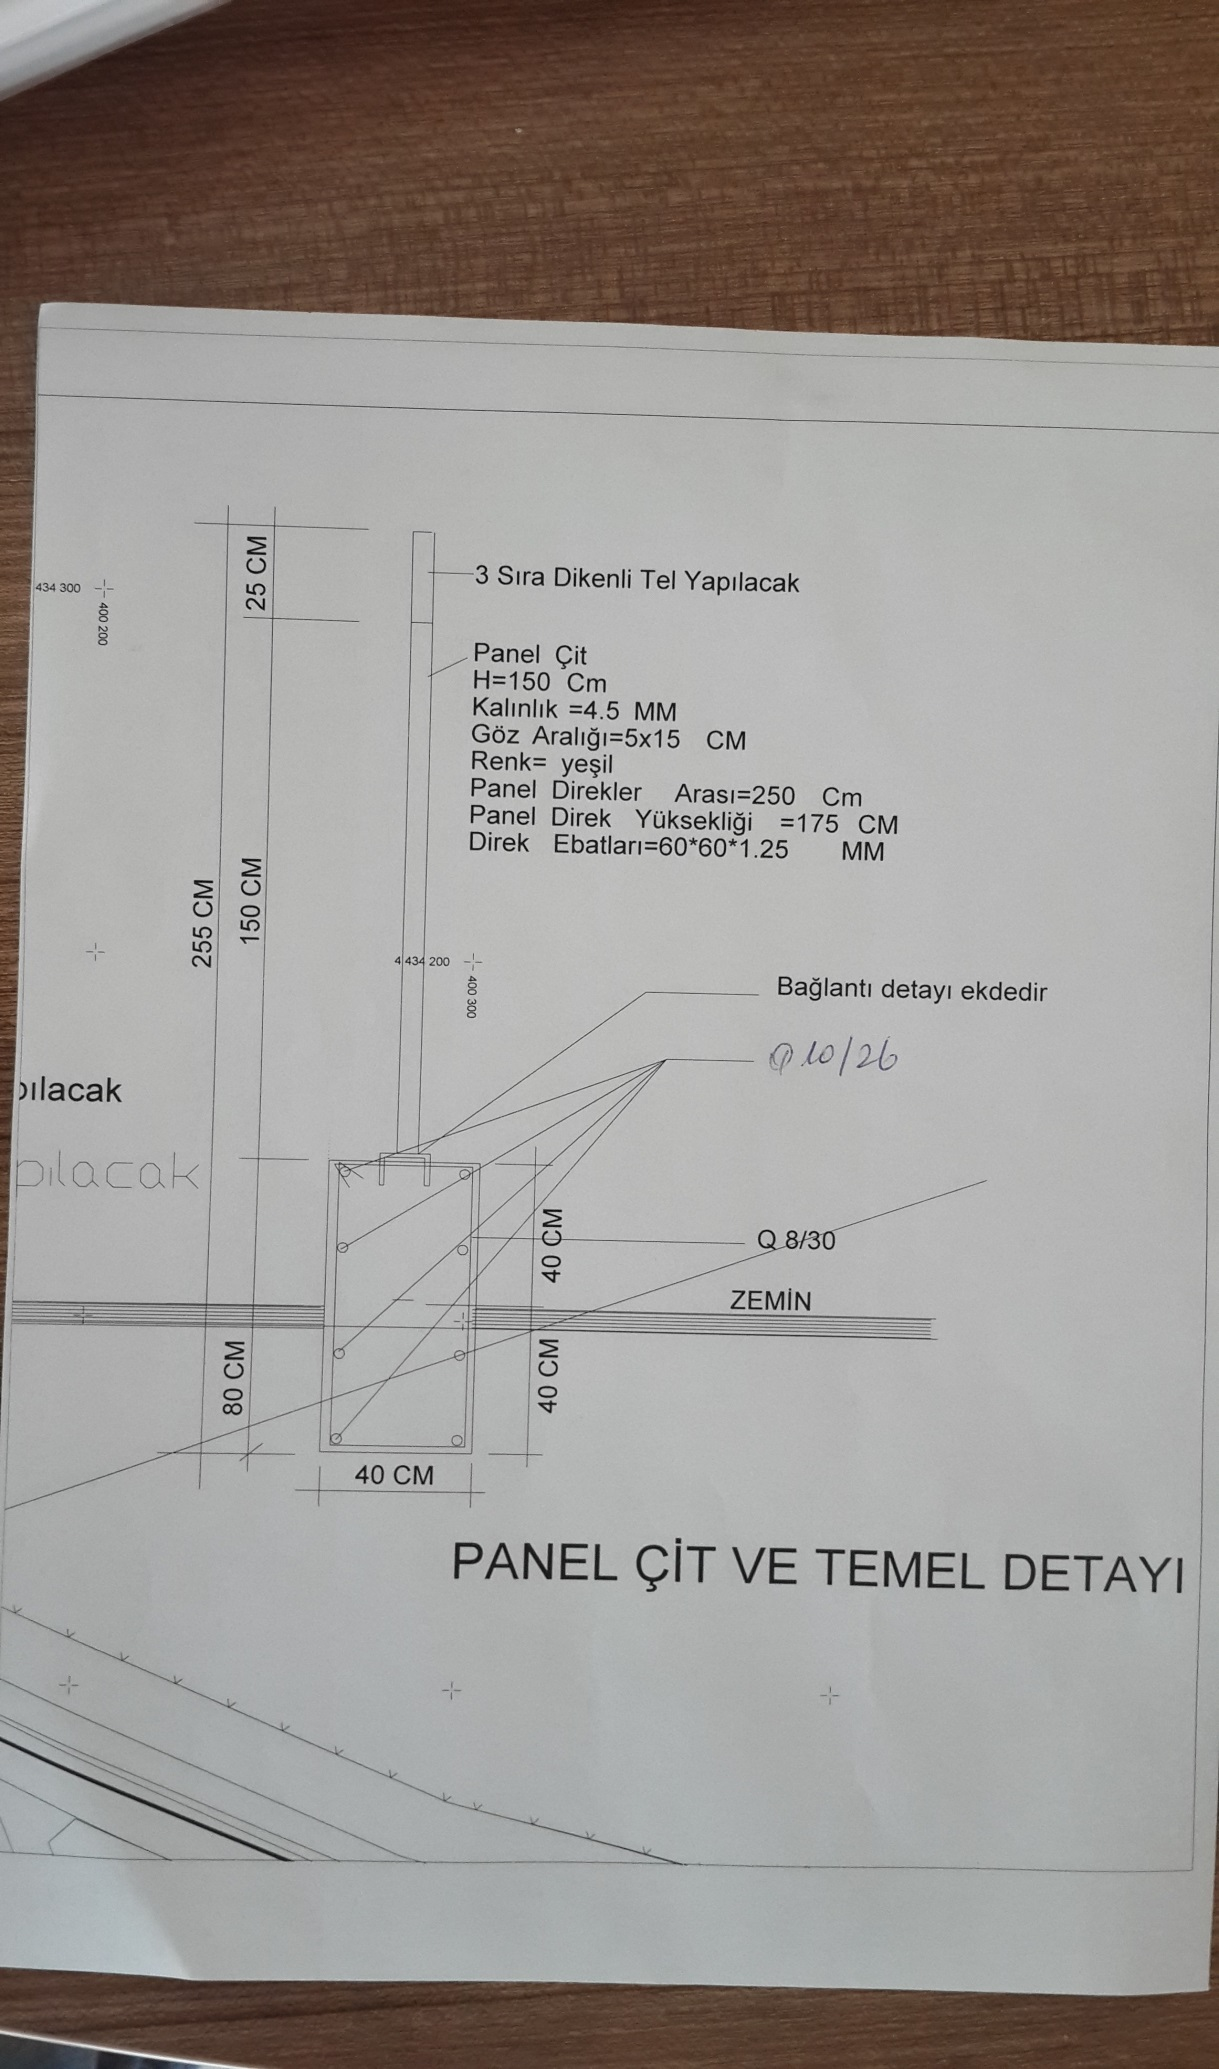 25 CM
3 Sıra Dikenli Tel Yapılacak
434 300
400 200
Panel Çit
H=150 Cm
Kalınlık =4.5 MM
Göz Aralığı=5x15 CM
Renk= yeşil
Panel Direkler Arası=250 Cm
Panel Direk Yüksekliği =175 CM
Direk Ebatları=60*60*1.25 MM
255 CM
150 CM
4 434 200
400 300
Bağlantı detayı ekdedir
10/26
pılacak
pılacak
40 CM
Q 8/30
ZEMİN
80 CM
40 CM
40 CM
PANEL ÇİT VE TEMEL DETAYI